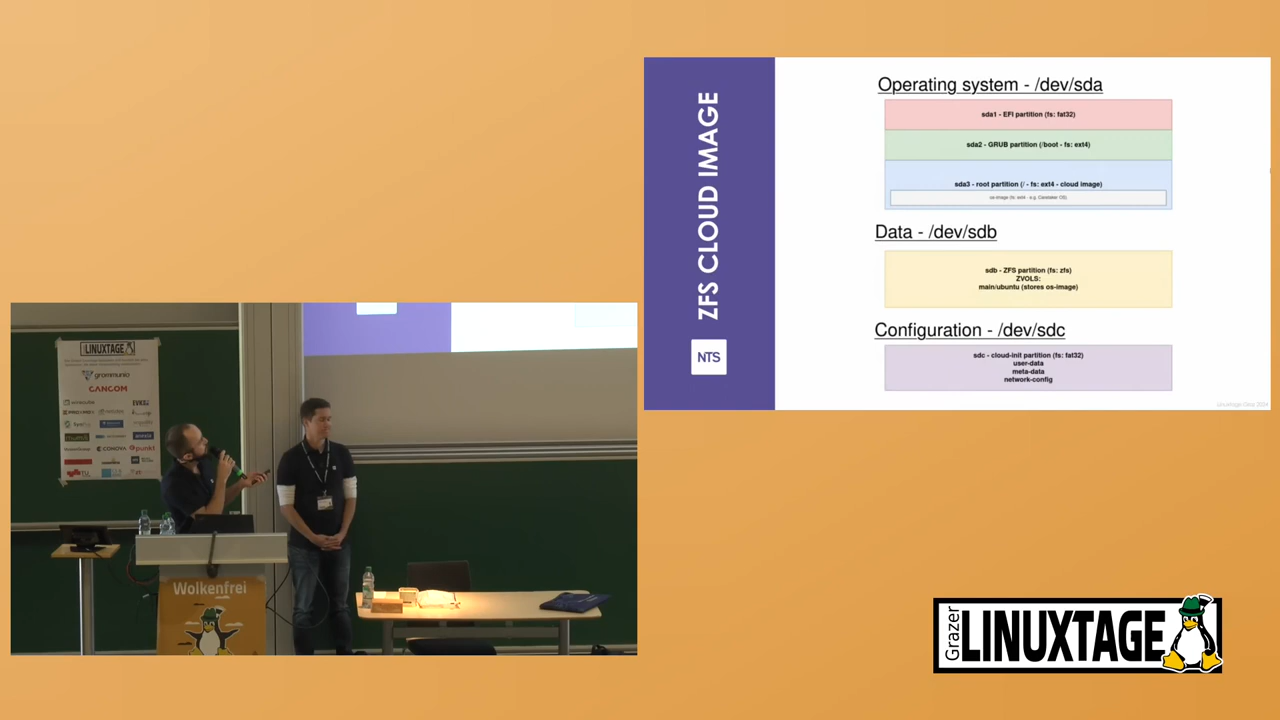 ZFS CLOUD IMAGE
NTS
Operating system - /dev/sda
sda1 - EFI partition (fs: fat32)
sda2 - GRUB partition (/boot - fs: ext4)
sda3 - root partition (/ - fs: ext4 - cloud image)
Data - /dev/sdb
sdb - ZFS partition (fs: zfs)
ZVOLS:
main/ubuntu (stores os-image)
Configuration - /dev/sdc
sdc - cloud-init partition (fs: fat32)
user-data
meta-data
network-config
LINUXTAGE
grommunio
CANCOM
COMOVA
punkt
Wolkenfrei
Grazer
LINUXTAGE